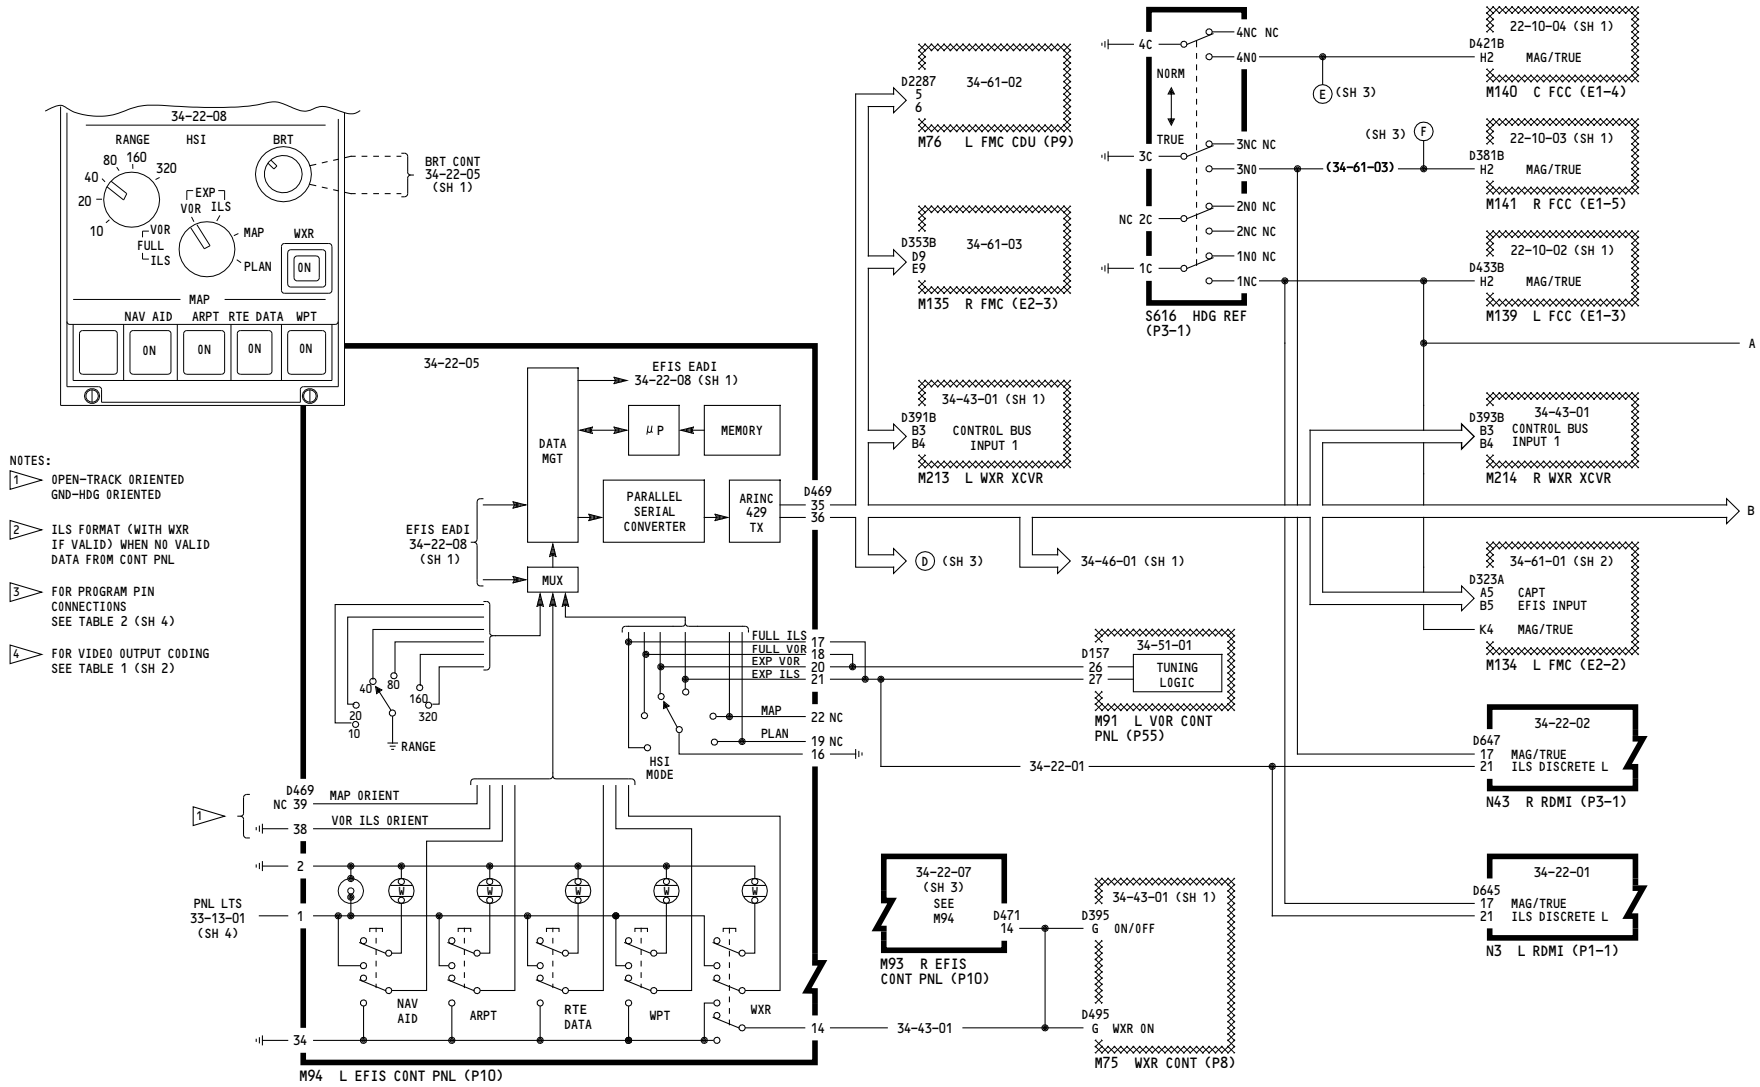 34-22-08
RANGE HSI BRT
10 20 40 80 160 320
EXP
VOR ILS
VOR
FULL
ILS
MAP
PLAN
WXR
ON
MAP
NAV AID ARPT RTE DATA WPT
ON ON ON ON
BRT CONT
34-22-05
(SH 1)
NOTES:
1 OPEN-TRACK ORIENTED
GND-HDG ORIENTED
2 ILS FORMAT (WITH WXR
IF VALID) WHEN NO VALID
DATA FROM CONT PNL
3 FOR PROGRAM PIN
CONNECTIONS
SEE TABLE 2 (SH 4)
4 FOR VIDEO OUTPUT CODING
SEE TABLE 1 (SH 2)
34-22-05
EFIS EADI
34-22-08 (SH 1)
DATA
MGT
μP
MEMORY
PARALLEL
SERIAL
CONVERTER
ARINC
429
TX
D469
35
36
EFIS EADI
34-22-08
(SH 1)
MUX
10
20
40
80
160
320
RANGE
FULL ILS 17
FULL VOR 18
EXP VOR 20
EXP ILS 21
MAP 22 NC
PLAN 19 NC
16
HSI
MODE
1
D469
NC 39 MAP ORIENT
38 VOR ILS ORIENT
2
W W W W W
PNL LTS
33-13-01
(SH 4)
1
NAV
AID
ARPT
RTE
DATA
WPT
WXR
34
14 34-43-01
M94 L EFIS CONT PNL (P10)
D2287
5
6
34-61-02
M76 L FMC CDU (P9)
D353B
D9
E9
34-61-03
M135 R FMC (E2-3)
D391B
B3
B4
34-43-01 (SH 1)
CONTROL BUS
INPUT 1
M213 L WXR XCVR
D (SH 3)
34-46-01 (SH 1)
D157
26
27
34-51-01
TUNING
LOGIC
M91 L VOR CONT
PNL (P55)
34-22-01
34-22-07
(SH 3)
SEE
M94
D471
14
M93 R EFIS
CONT PNL (P10)
34-43-01 (SH 1)
D395
G ON/OFF
D495
G WXR ON
M75 WXR CONT (P8)
4C 4NC NC
4NO
NORM
TRUE
3C 3NC NC
3NO
NC 2C 2NO NC
2NC NC
1C 1NO NC
1NC
S616 HDG REF
(P3-1)
E (SH 3)
(SH 3) F
(34-61-03)
22-10-04 (SH 1)
D421B
H2 MAG/TRUE
M140 C FCC (E1-4)
22-10-03 (SH 1)
D381B
H2 MAG/TRUE
M141 R FCC (E1-5)
22-10-02 (SH 1)
D433B
H2 MAG/TRUE
M139 L FCC (E1-3)
A
34-43-01
D393B
B3 CONTROL BUS
B4 INPUT 1
M214 R WXR XCVR
B
34-61-01 (SH 2)
D323A
A5 CAPT
B5 EFIS INPUT
K4 MAG/TRUE
M134 L FMC (E2-2)
34-22-02
D647
17 MAG/TRUE
21 ILS DISCRETE L
N43 R RDMI (P3-1)
34-22-01
D645
17 MAG/TRUE
21 ILS DISCRETE L
N3 L RDMI (P1-1)